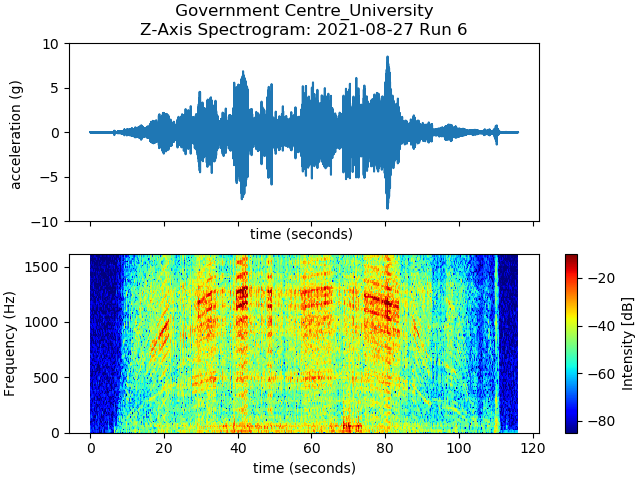 Government Centre_University
Z-Axis Spectrogram: 2021-08-27 Run 6
10
5
0
−5
−10
acceleration (g)
time (seconds)
1500
1000
500
0
Frequency (Hz)
0 20 40 60 80 100 120
time (seconds)
−20
−40
−60
−80
Intensity [dB]